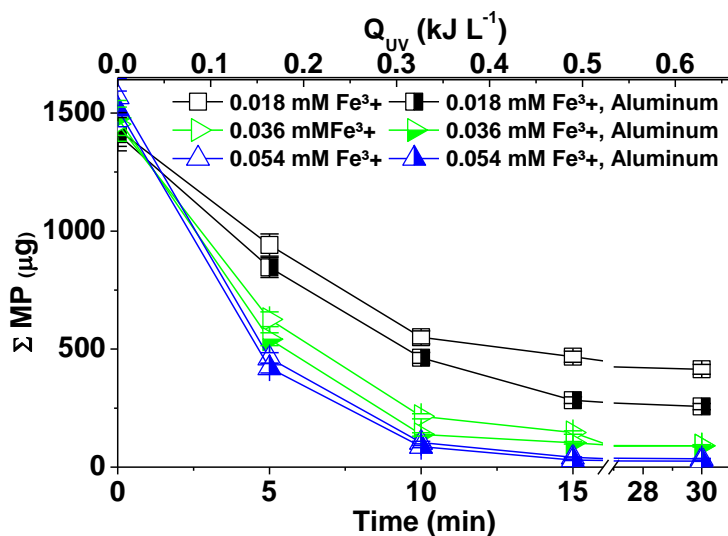 Q_UV (kJ L⁻¹)
0.0 0.1 0.2 0.3 0.4 0.5 0.6
0.018 mM Fe³⁺ 0.018 mM Fe³⁺, Aluminum
0.036 mMFe³⁺ 0.036 mM Fe³⁺, Aluminum
0.054 mM Fe³⁺ 0.054 mM Fe³⁺, Aluminum
1500
1000
500
0
Σ MP (µg)
0 5 10 15 28 30
Time (min)